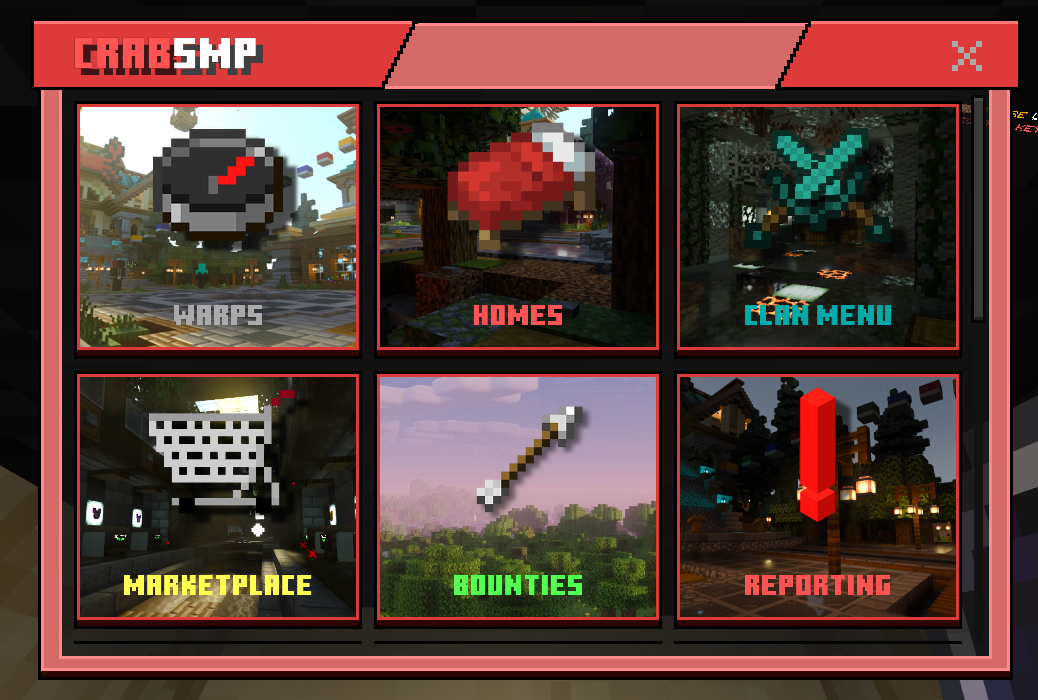 CRABSMP
WARPS
HOMES
CLAN MENU
MARKETPLACE
BOUNTIES
REPORTING